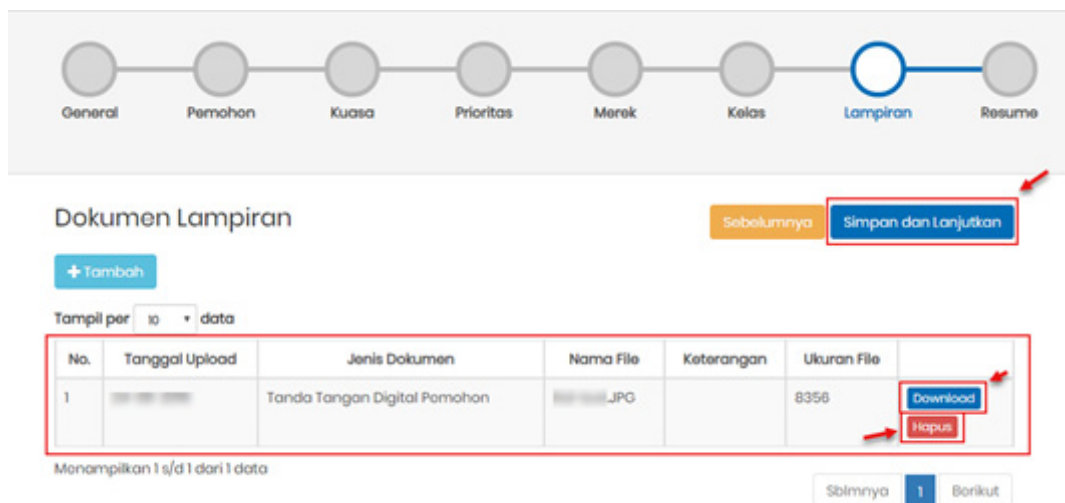 General Pemohon Kuasa Prioritas Merek Kelas Lampiran Resume
Dokumen Lampiran
Sebelumnya
Simpan dan Lanjutkan
+ Tambah
Tampil per 10 data
No. Tanggal Upload Jenis Dokumen Nama File Keterangan Ukuran File
1 Tanda Tangan Digital Pemohon .JPG 8356 Download
Hapus
Menampilkan 1 s/d 1 dari 1 data
Sblmnya 1 Berikut